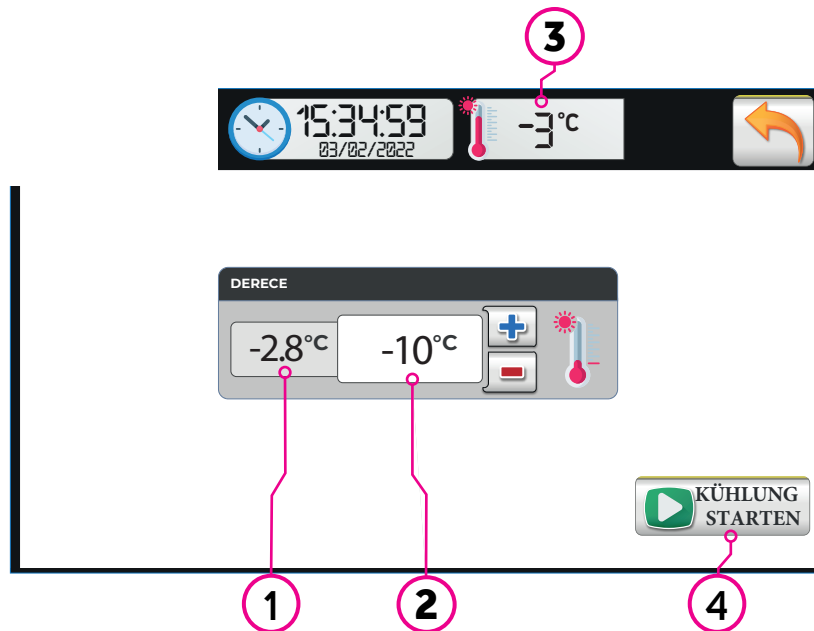 3
15:34:59
03/02/2022
-3°C
DERECE
-2.8°C
-10°C
KÜHLUNG
STARTEN
1
2
4